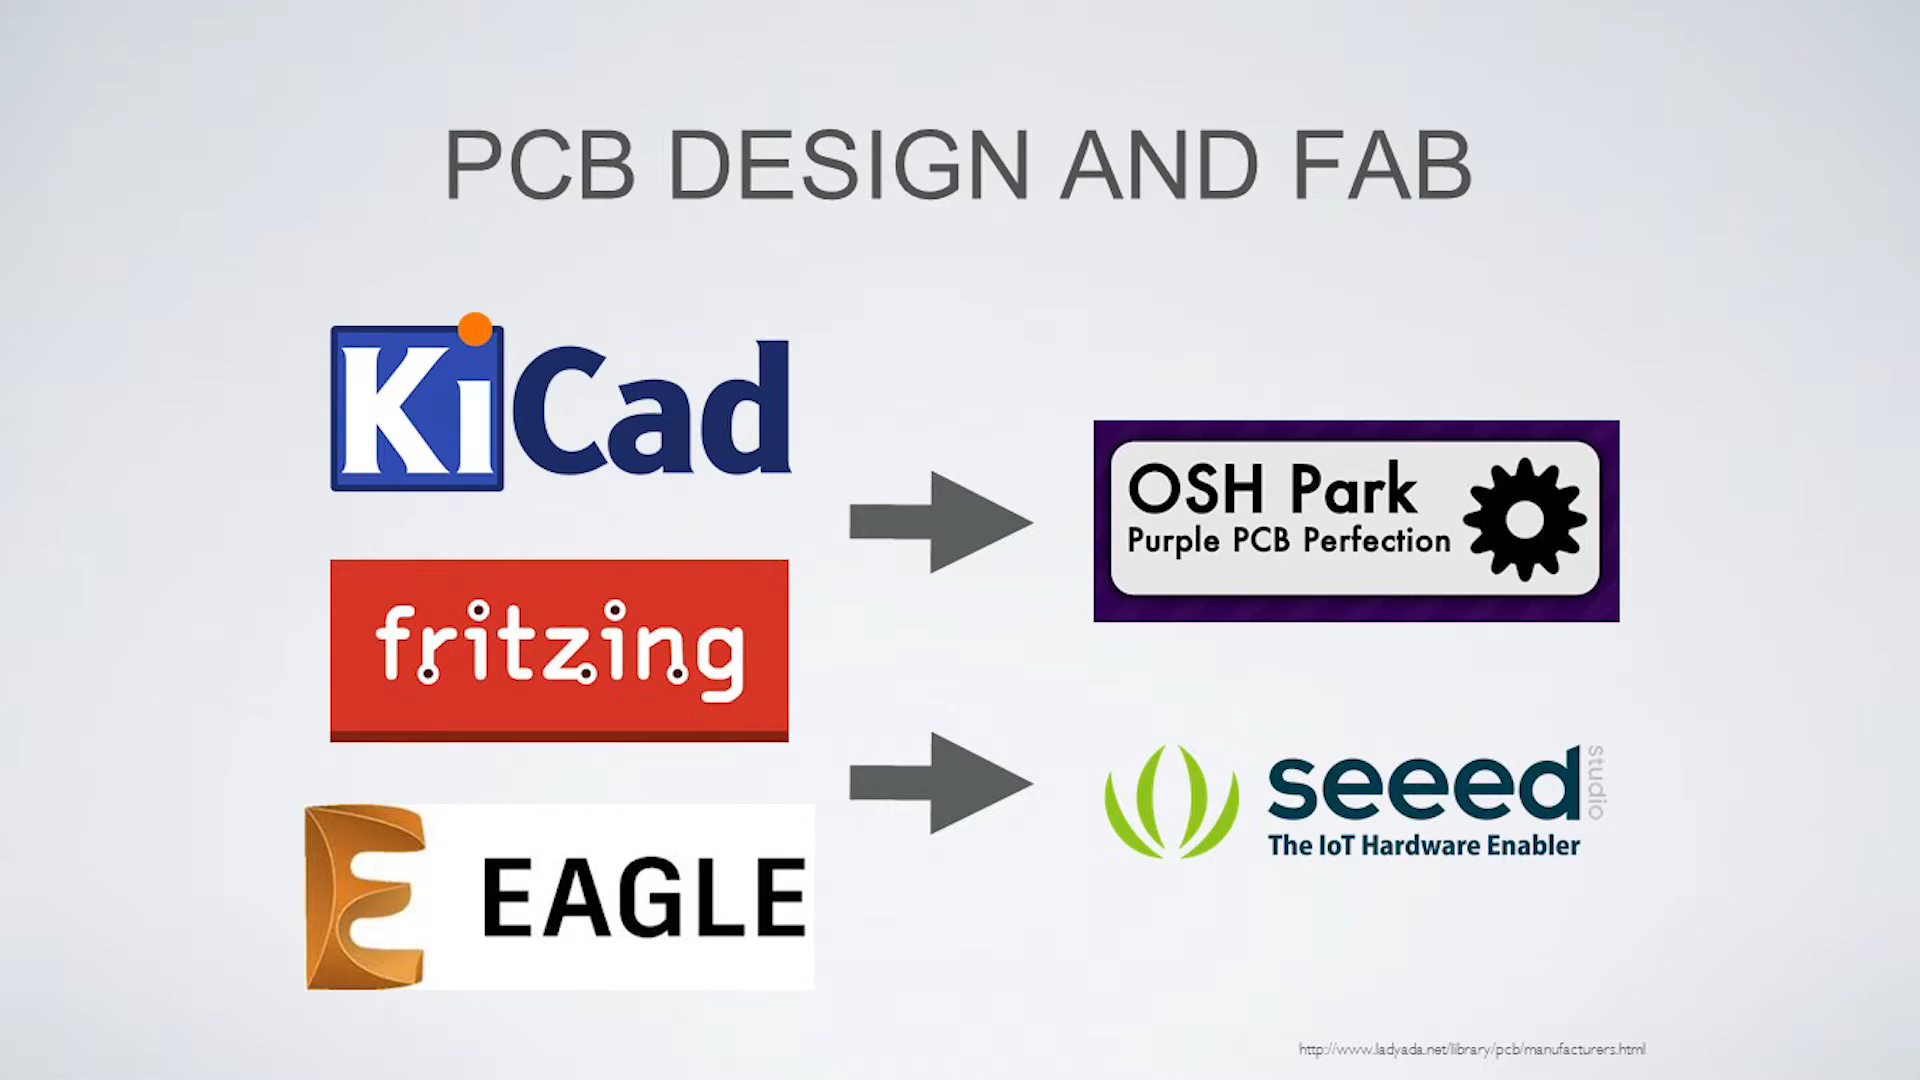 PCB DESIGN AND FAB
KiCad
fritzing
EAGLE
OSH Park
Purple PCB Perfection
seeed studio
The IoT Hardware Enabler
http://www.ladyada.net/library/pcb/manufacturers.html